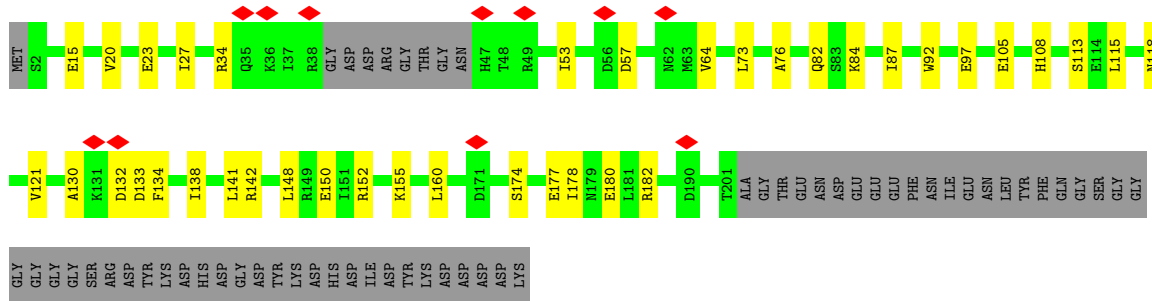 MET S2 E15 V20 E23 I27 R34 Q35 K36 I37 R38 GLY ASP ASP ARG GLY THR GLY ASN H47 T48 R49 I53 D56 D57 N62 M63 V64 L73 A76 Q82 S83 K84 I87 W92 E97 E105 H108 S113 E114 L115 N118
V121 A130 K131 D132 D133 F134 I138 L141 R142 L148 R149 E150 I151 R152 K155 L160 D171 S174 E177 I178 N179 E180 L181 R182 D190 T201 ALA GLY THR GLU ASN ASP GLU GLU GLU PHE ASN ILE GLU ASN LEU TYR PHE GLN GLY SER GLY GLY
GLY GLY GLY GLY SER ARG ASP TYR LYS ASP HIS ASP GLY ASP TYR LYS ASP HIS ASP ILE ASP TYR LYS ASP ASP ASP ASP LYS